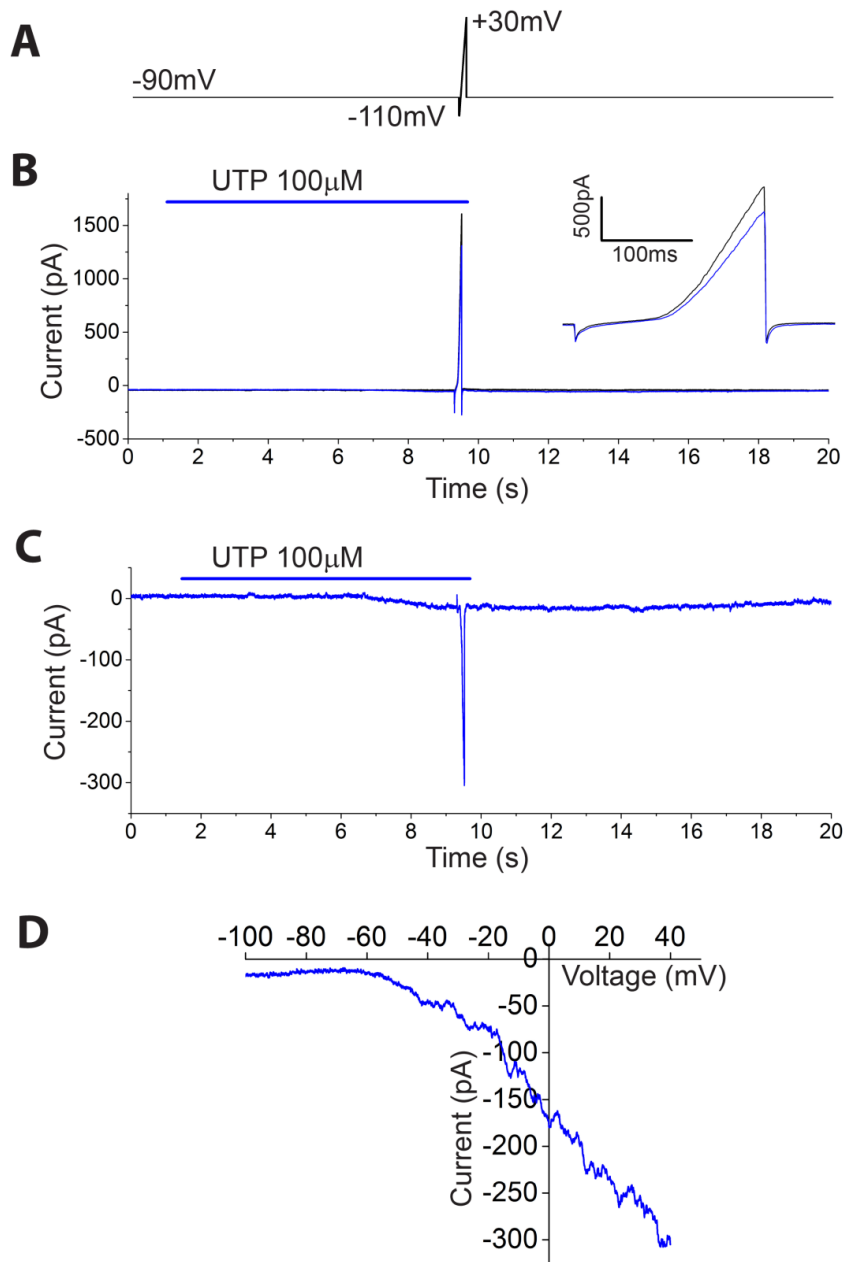 A
+30mV
-90mV
-110mV
B
UTP 100μM
500pA
100ms
1500
1000
500
0
-500
Current (pA)
0 2 4 6 8 10 12 14 16 18 20
Time (s)
C
UTP 100μM
0
-100
-200
-300
Current (pA)
0 2 4 6 8 10 12 14 16 18 20
Time (s)
D
-100 -80 -60 -40 -20 0 20 40
0
Voltage (mV)
-50
-100
-150
-200
-250
-300
Current (pA)